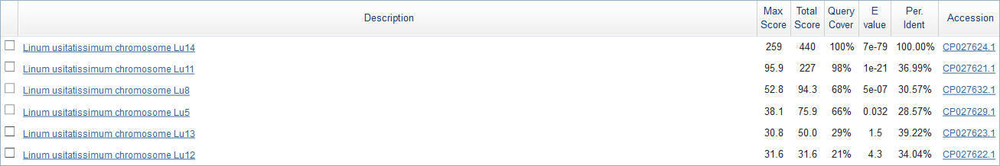 Description Max Score Total Score Query Cover E value Per. Ident Accession
Linum usitatissimum chromosome Lu14 259 440 100% 7e-79 100.00% CP027624.1
Linum usitatissimum chromosome Lu11 95.9 227 98% 1e-21 36.99% CP027621.1
Linum usitatissimum chromosome Lu8 52.8 94.3 68% 5e-07 30.57% CP027632.1
Linum usitatissimum chromosome Lu5 38.1 75.9 66% 0.032 28.57% CP027629.1
Linum usitatissimum chromosome Lu13 30.8 50.0 29% 1.5 39.22% CP027623.1
Linum usitatissimum chromosome Lu12 31.6 31.6 21% 4.3 34.04% CP027622.1